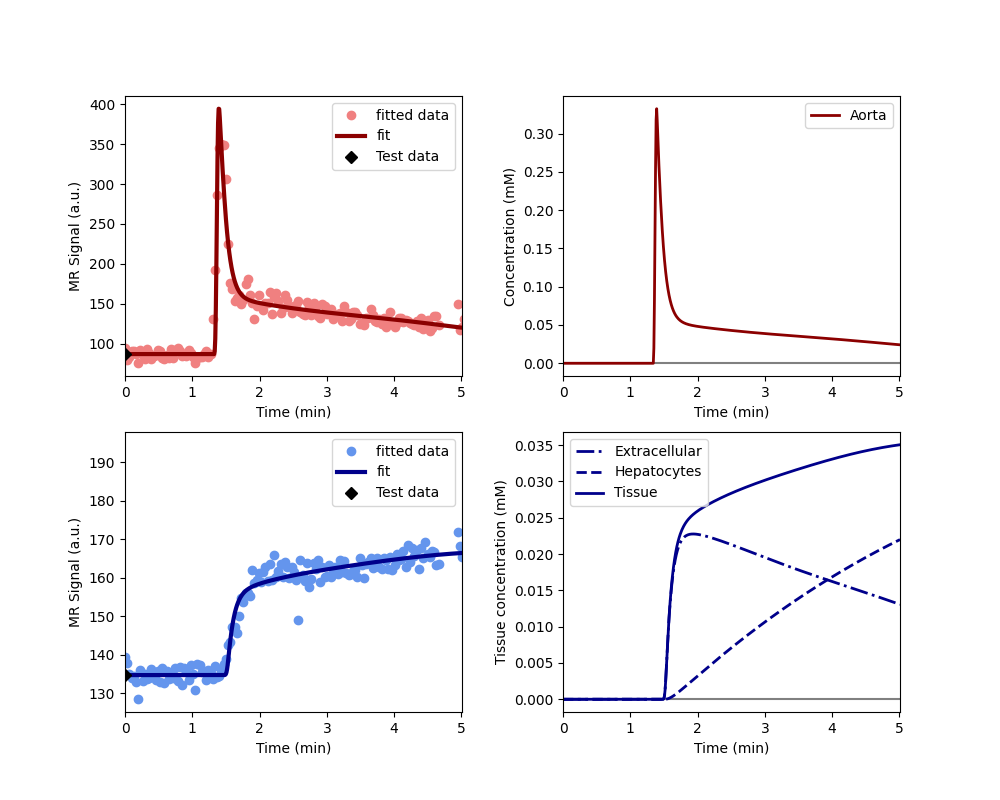 400
350
300
250
200
150
100
MR Signal (a.u.)
0
1
2
3
4
5
Time (min)
fitted data
fit
Test data
0.30
0.25
0.20
0.15
0.10
0.05
0.00
Concentration (mM)
0
1
2
3
4
5
Time (min)
Aorta
190
180
170
160
150
140
130
MR Signal (a.u.)
0
1
2
3
4
5
Time (min)
fitted data
fit
Test data
0.035
0.030
0.025
0.020
0.015
0.010
0.005
0.000
Tissue concentration (mM)
0
1
2
3
4
5
Time (min)
Extracellular
Hepatocytes
Tissue